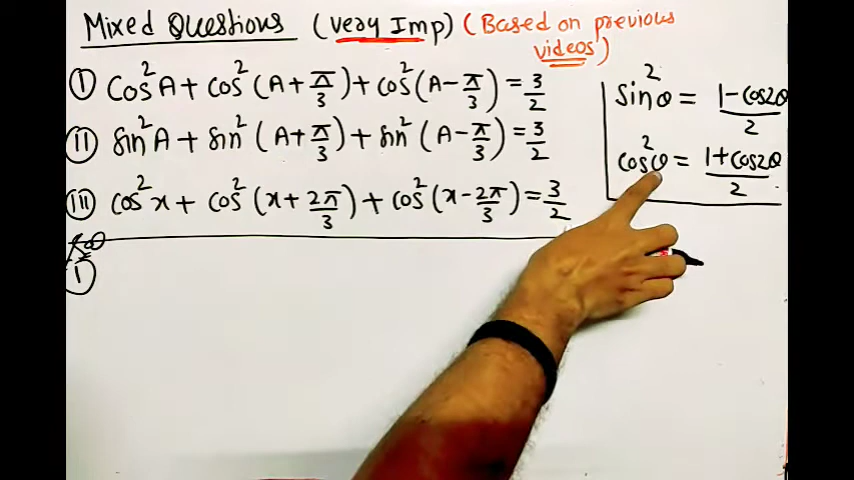 Mixed Questions (Very Imp) (Based on previous
videos)
(I) Cos²A + cos²(A+π/3) + cos²(A-π/3) = 3/2
(II) Sin²A + sin²(A+π/3) + sin²(A-π/3) = 3/2
(III) cos²x + cos²(x+2π/3) + cos²(x-2π/3) = 3/2
sin²θ = 1-cos2θ/2
cos²θ = 1+cos2θ/2
(I)